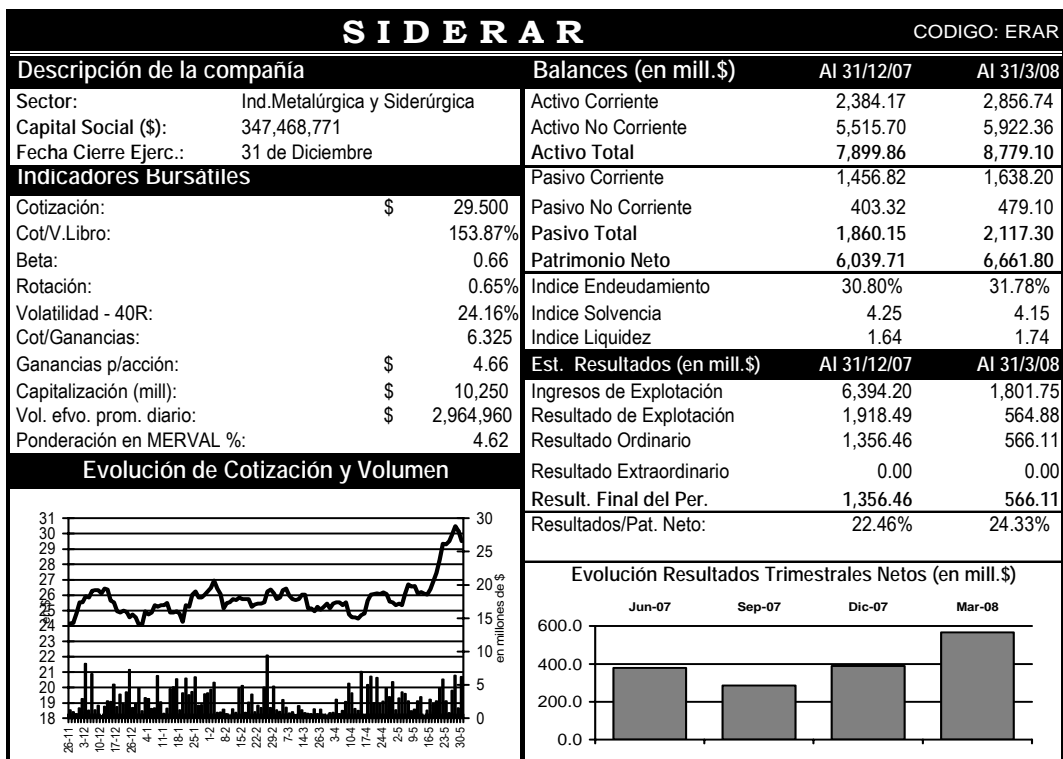 SIDERAR CODIGO: ERAR
Descripción de la compañía
Sector: Ind.Metalúrgica y Siderúrgica
Capital Social ($): 347,468,771
Fecha Cierre Ejerc.: 31 de Diciembre
Indicadores Bursátiles
Cotización: $ 29.500
Cot/V.Libro: 153.87%
Beta: 0.66
Rotación: 0.65%
Volatilidad - 40R: 24.16%
Cot/Ganancias: 6.325
Ganancias p/acción: $ 4.66
Capitalización (mill): $ 10,250
Vol. efvo. prom. diario: $ 2,964,960
Ponderación en MERVAL %: 4.62
Evolución de Cotización y Volumen
31
30
29
28
27
26
25
24
23
22
21
20
19
18
30
25
20
15
10
5
0
en millones de $
26-11 3-12 10-12 17-12 26-12 4-1 11-1 18-1 25-1 1-2 8-2 15-2 22-2 29-2 7-3 14-3 26-3 3-4 10-4 17-4 24-4 2-5 9-5 16-5 23-5 30-5
Balances (en mill.$) Al 31/12/07 Al 31/3/08
Activo Corriente 2,384.17 2,856.74
Activo No Corriente 5,515.70 5,922.36
Activo Total 7,899.86 8,779.10
Pasivo Corriente 1,456.82 1,638.20
Pasivo No Corriente 403.32 479.10
Pasivo Total 1,860.15 2,117.30
Patrimonio Neto 6,039.71 6,661.80
Indice Endeudamiento 30.80% 31.78%
Indice Solvencia 4.25 4.15
Indice Liquidez 1.64 1.74
Est. Resultados (en mill.$) Al 31/12/07 Al 31/3/08
Ingresos de Explotación 6,394.20 1,801.75
Resultado de Explotación 1,918.49 564.88
Resultado Ordinario 1,356.46 566.11
Resultado Extraordinario 0.00 0.00
Result. Final del Per. 1,356.46 566.11
Resultados/Pat. Neto: 22.46% 24.33%
Evolución Resultados Trimestrales Netos (en mill.$)
Jun-07 Sep-07 Dic-07 Mar-08
600.0
400.0
200.0
0.0